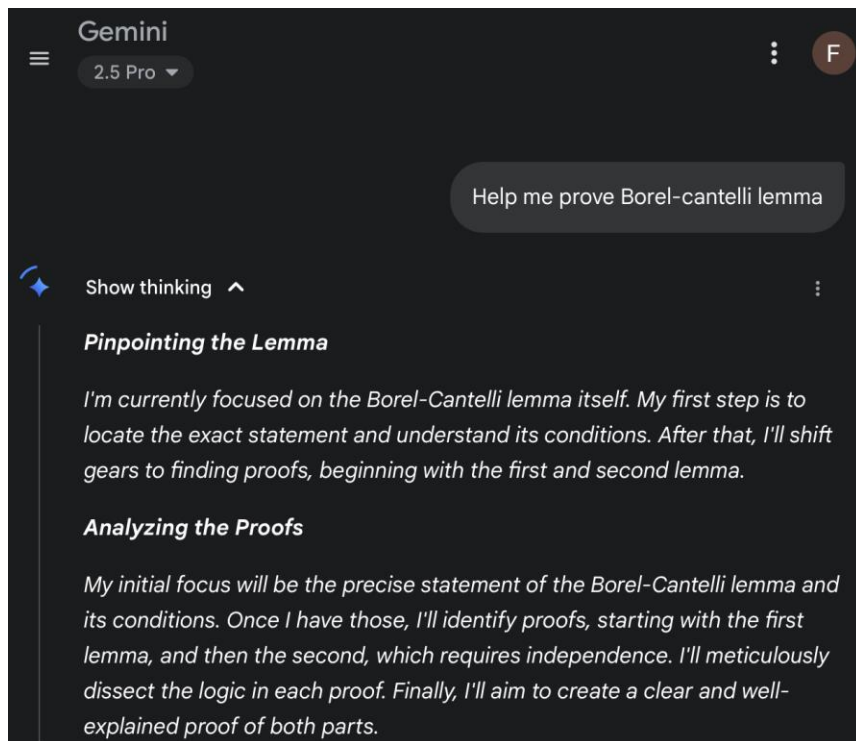 Gemini
2.5 Pro
F
Help me prove Borel-cantelli lemma
Show thinking
Pinpointing the Lemma
I'm currently focused on the Borel-Cantelli lemma itself. My first step is to
locate the exact statement and understand its conditions. After that, I'll shift
gears to finding proofs, beginning with the first and second lemma.
Analyzing the Proofs
My initial focus will be the precise statement of the Borel-Cantelli lemma and
its conditions. Once I have those, I'll identify proofs, starting with the first
lemma, and then the second, which requires independence. I'll meticulously
dissect the logic in each proof. Finally, I'll aim to create a clear and well-
explained proof of both parts.